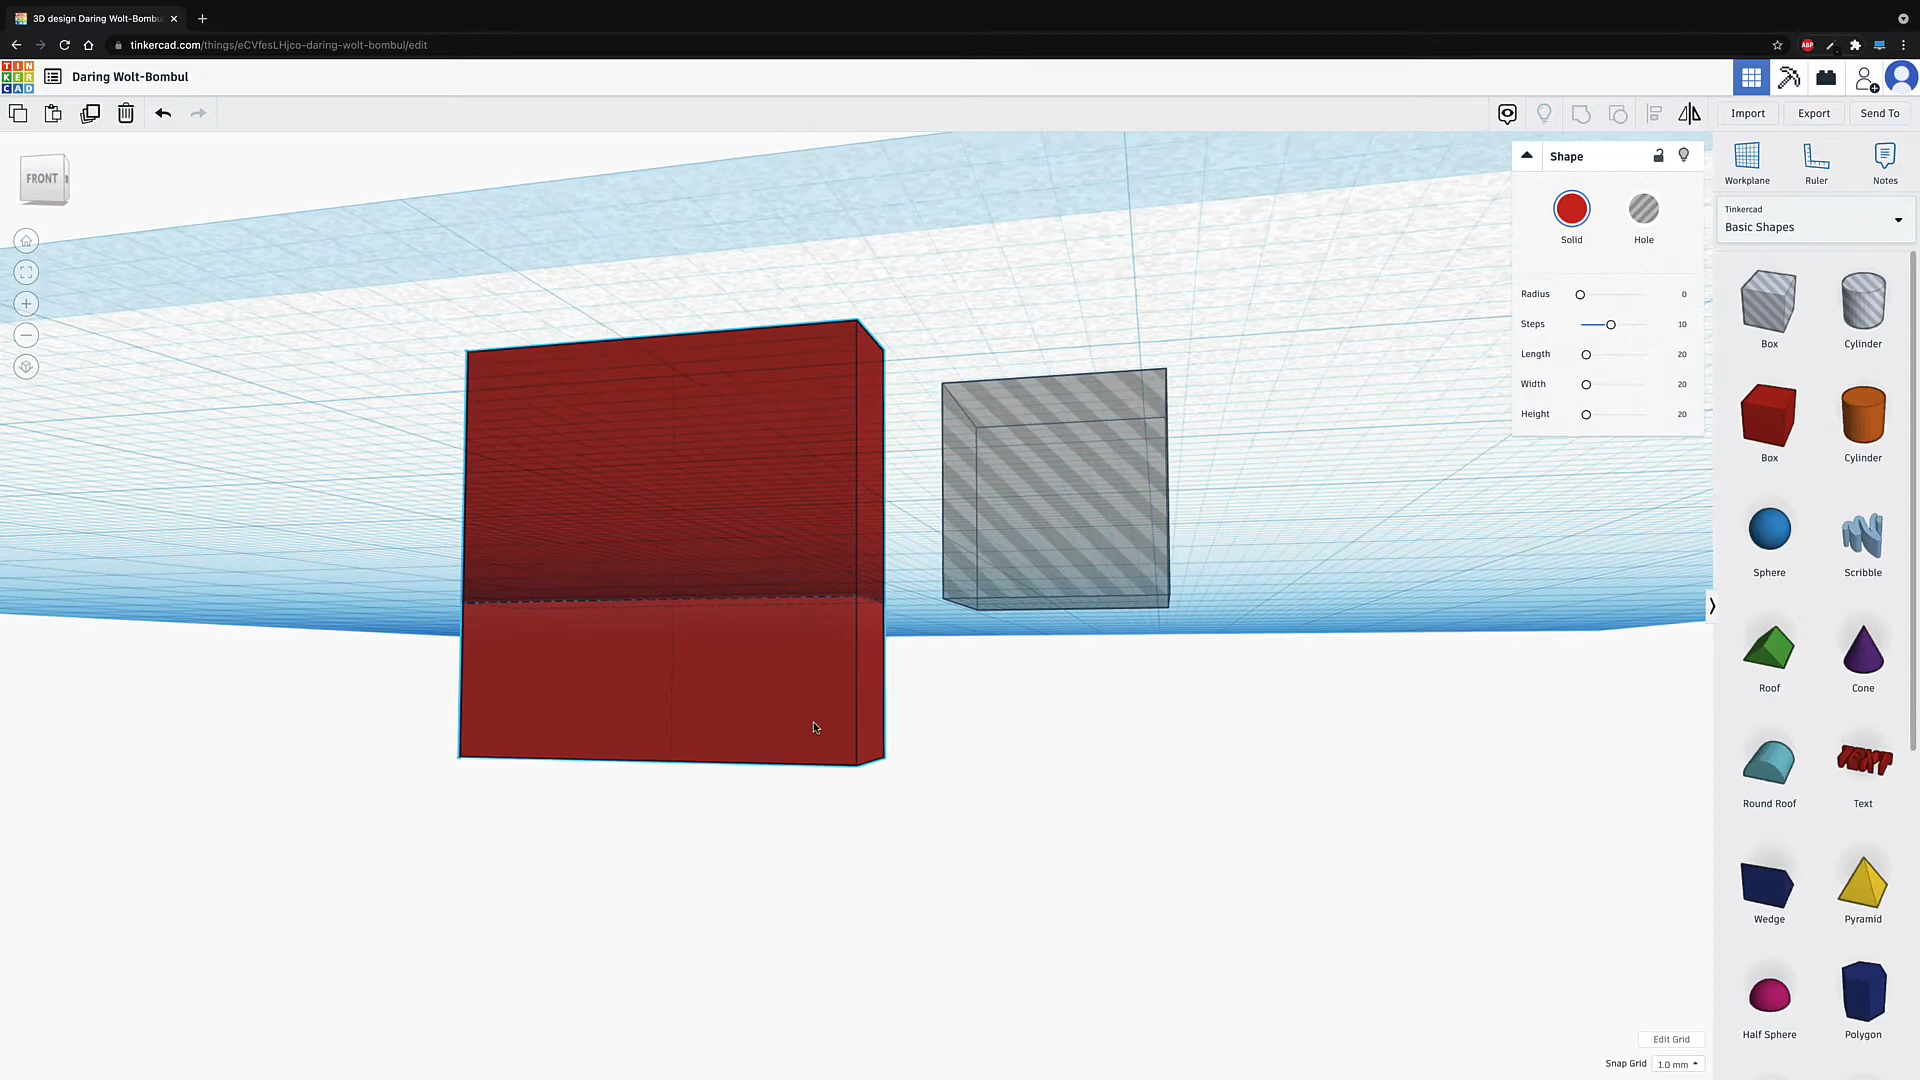 3D design Daring Wolt-Bombul
tinkercad.com/things/eCVfesLHjco-daring-wolt-bombul/edit
ABP
TIN
KER
CAD
Daring Wolt-Bombul
Import
Export
Send To
FRONT
Shape
Solid
Hole
Radius 0
Steps 10
Length 20
Width 20
Height 20
Workplane
Ruler
Notes
Tinkercad
Basic Shapes
Box
Cylinder
Box
Cylinder
Sphere
Scribble
Roof
Cone
Round Roof
TEXT
Text
Wedge
Pyramid
Half Sphere
Polygon
Edit Grid
Snap Grid 1.0 mm